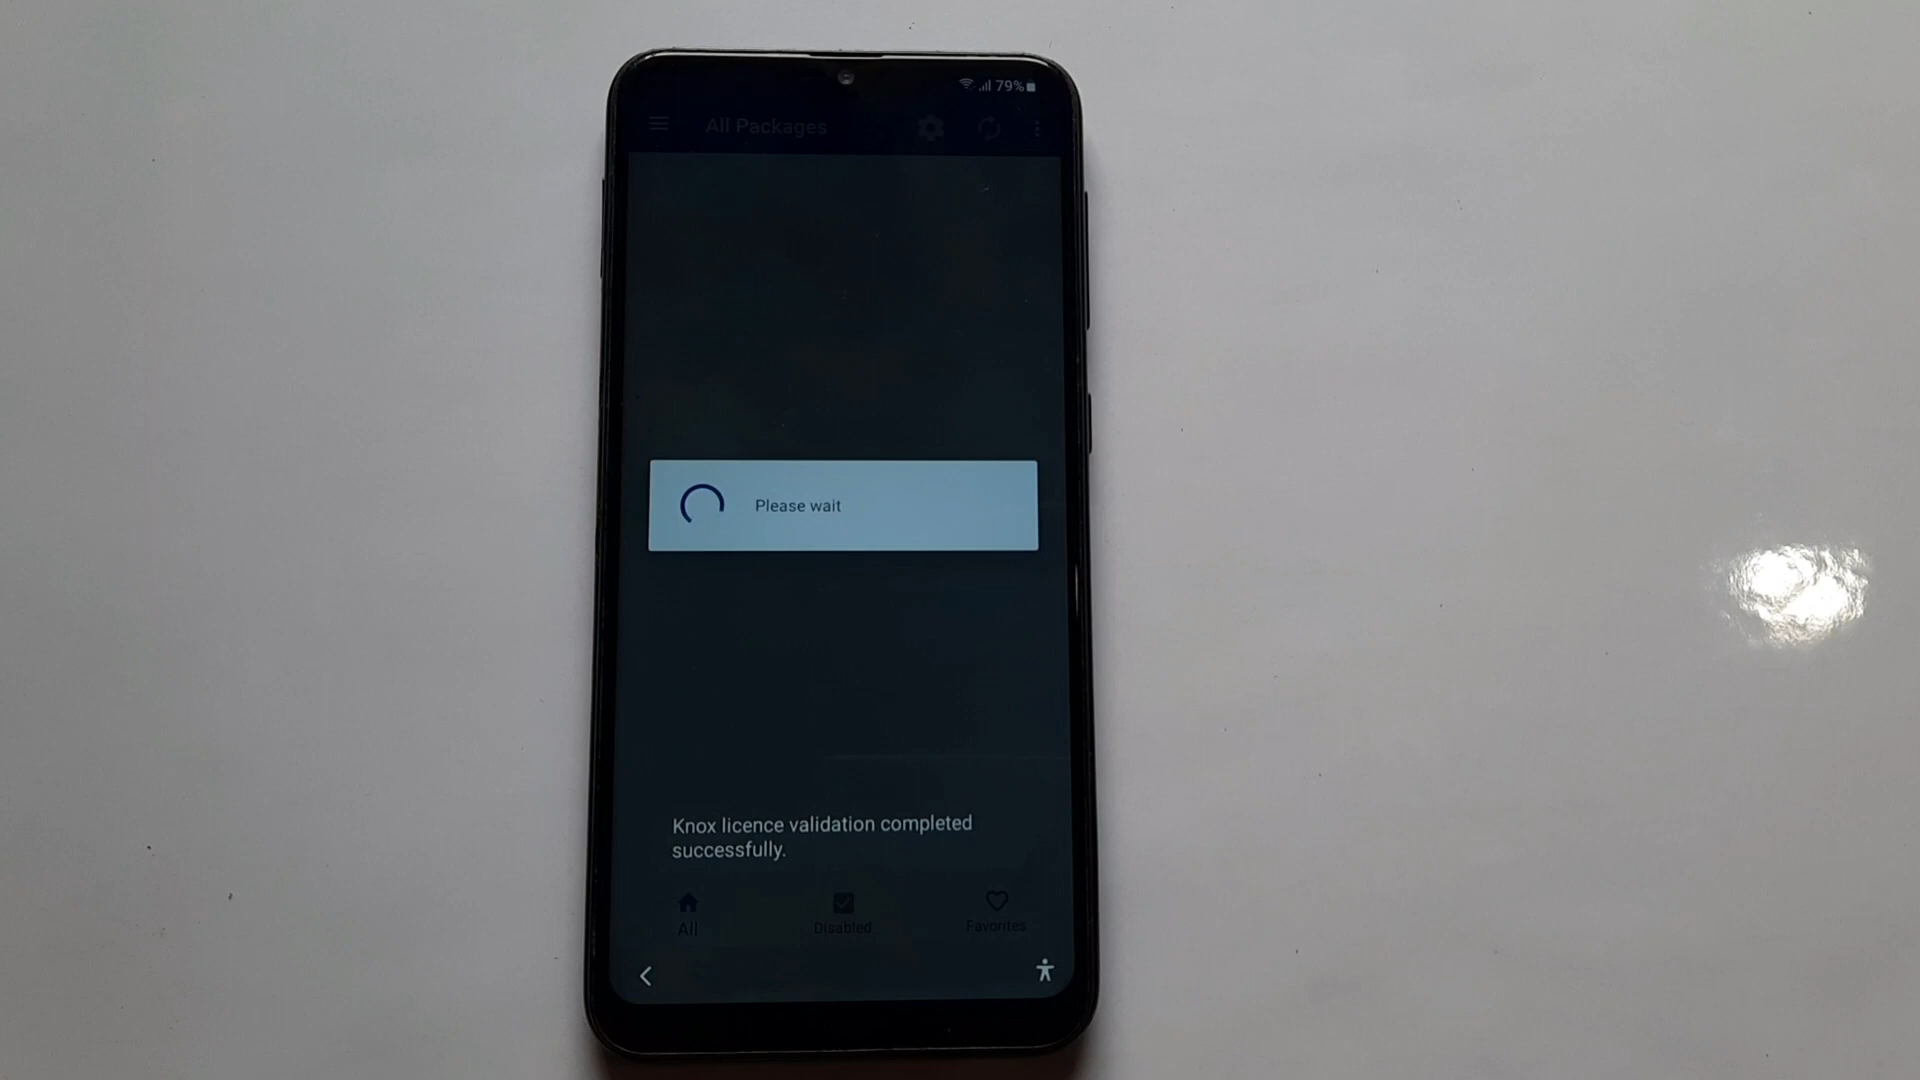 79%
All Packages
Please wait
Knox licence validation completed
successfully.
All
Disabled
Favorites